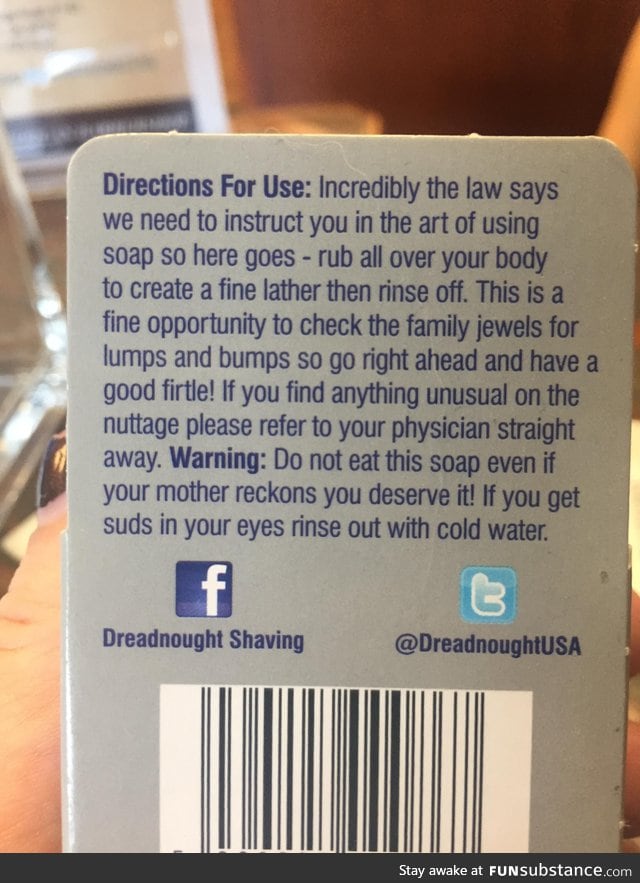 Directions For Use: Incredibly the law says
we need to instruct you in the art of using
soap so here goes - rub all over your body
to create a fine lather then rinse off. This is a
fine opportunity to check the family jewels for
lumps and bumps so go right ahead and have a
good firtle! If you find anything unusual on the
nuttage please refer to your physician straight
away. Warning: Do not eat this soap even if
your mother reckons you deserve it! If you get
suds in your eyes rinse out with cold water.
Dreadnought Shaving
@DreadnoughtUSA
Stay awake at FUNsubstance.com